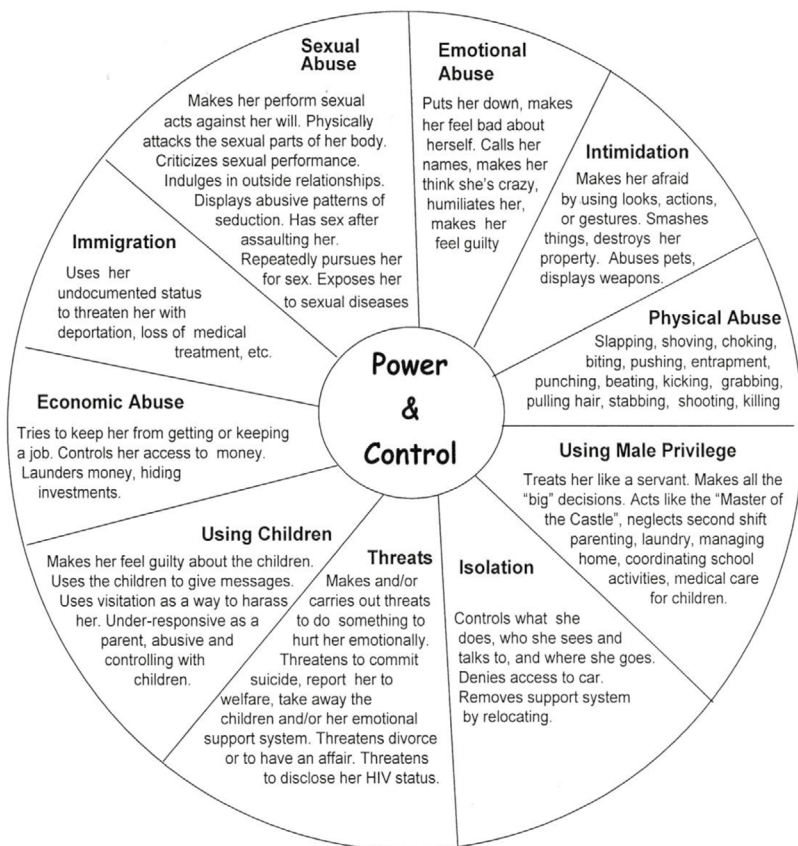 Sexual
Abuse
Makes her perform sexual
acts against her will. Physically
attacks the sexual parts of her body.
Criticizes sexual performance.
Indulges in outside relationships.
Displays abusive patterns of
seduction. Has sex after
assaulting her.
Repeatedly pursues her
for sex. Exposes her
to sexual diseases
Emotional
Abuse
Puts her down, makes
her feel bad about
herself. Calls her
names, makes her
think she's crazy,
humiliates her,
makes her
feel guilty
Intimidation
Makes her afraid
by using looks, actions,
or gestures. Smashes
things, destroys her
property. Abuses pets,
displays weapons.
Physical Abuse
Slapping, shoving, choking,
biting, pushing, entrapment,
punching, beating, kicking, grabbing,
pulling hair, stabbing, shooting, killing
Using Male Privilege
Treats her like a servant. Makes all the
"big" decisions. Acts like the "Master of
the Castle", neglects second shift
parenting, laundry, managing
home, coordinating school
activities, medical care
for children.
Isolation
Controls what she
does, who she sees and
talks to, and where she goes.
Denies access to car.
Removes support system
by relocating.
Threats
Makes and/or
carries out threats
to do something to
hurt her emotionally.
Threatens to commit
suicide, report her to
welfare, take away the
children and/or her emotional
support system. Threatens divorce
or to have an affair. Threatens
to disclose her HIV status.
Using Children
Makes her feel guilty about the children.
Uses the children to give messages.
Uses visitation as a way to harass
her. Under-responsive as a
parent, abusive and
controlling with
children.
Economic Abuse
Tries to keep her from getting or keeping
a job. Controls her access to money.
Launders money, hiding
investments.
Immigration
Uses her
undocumented status
to threaten her with
deportation, loss of medical
treatment, etc.
Power
&
Control